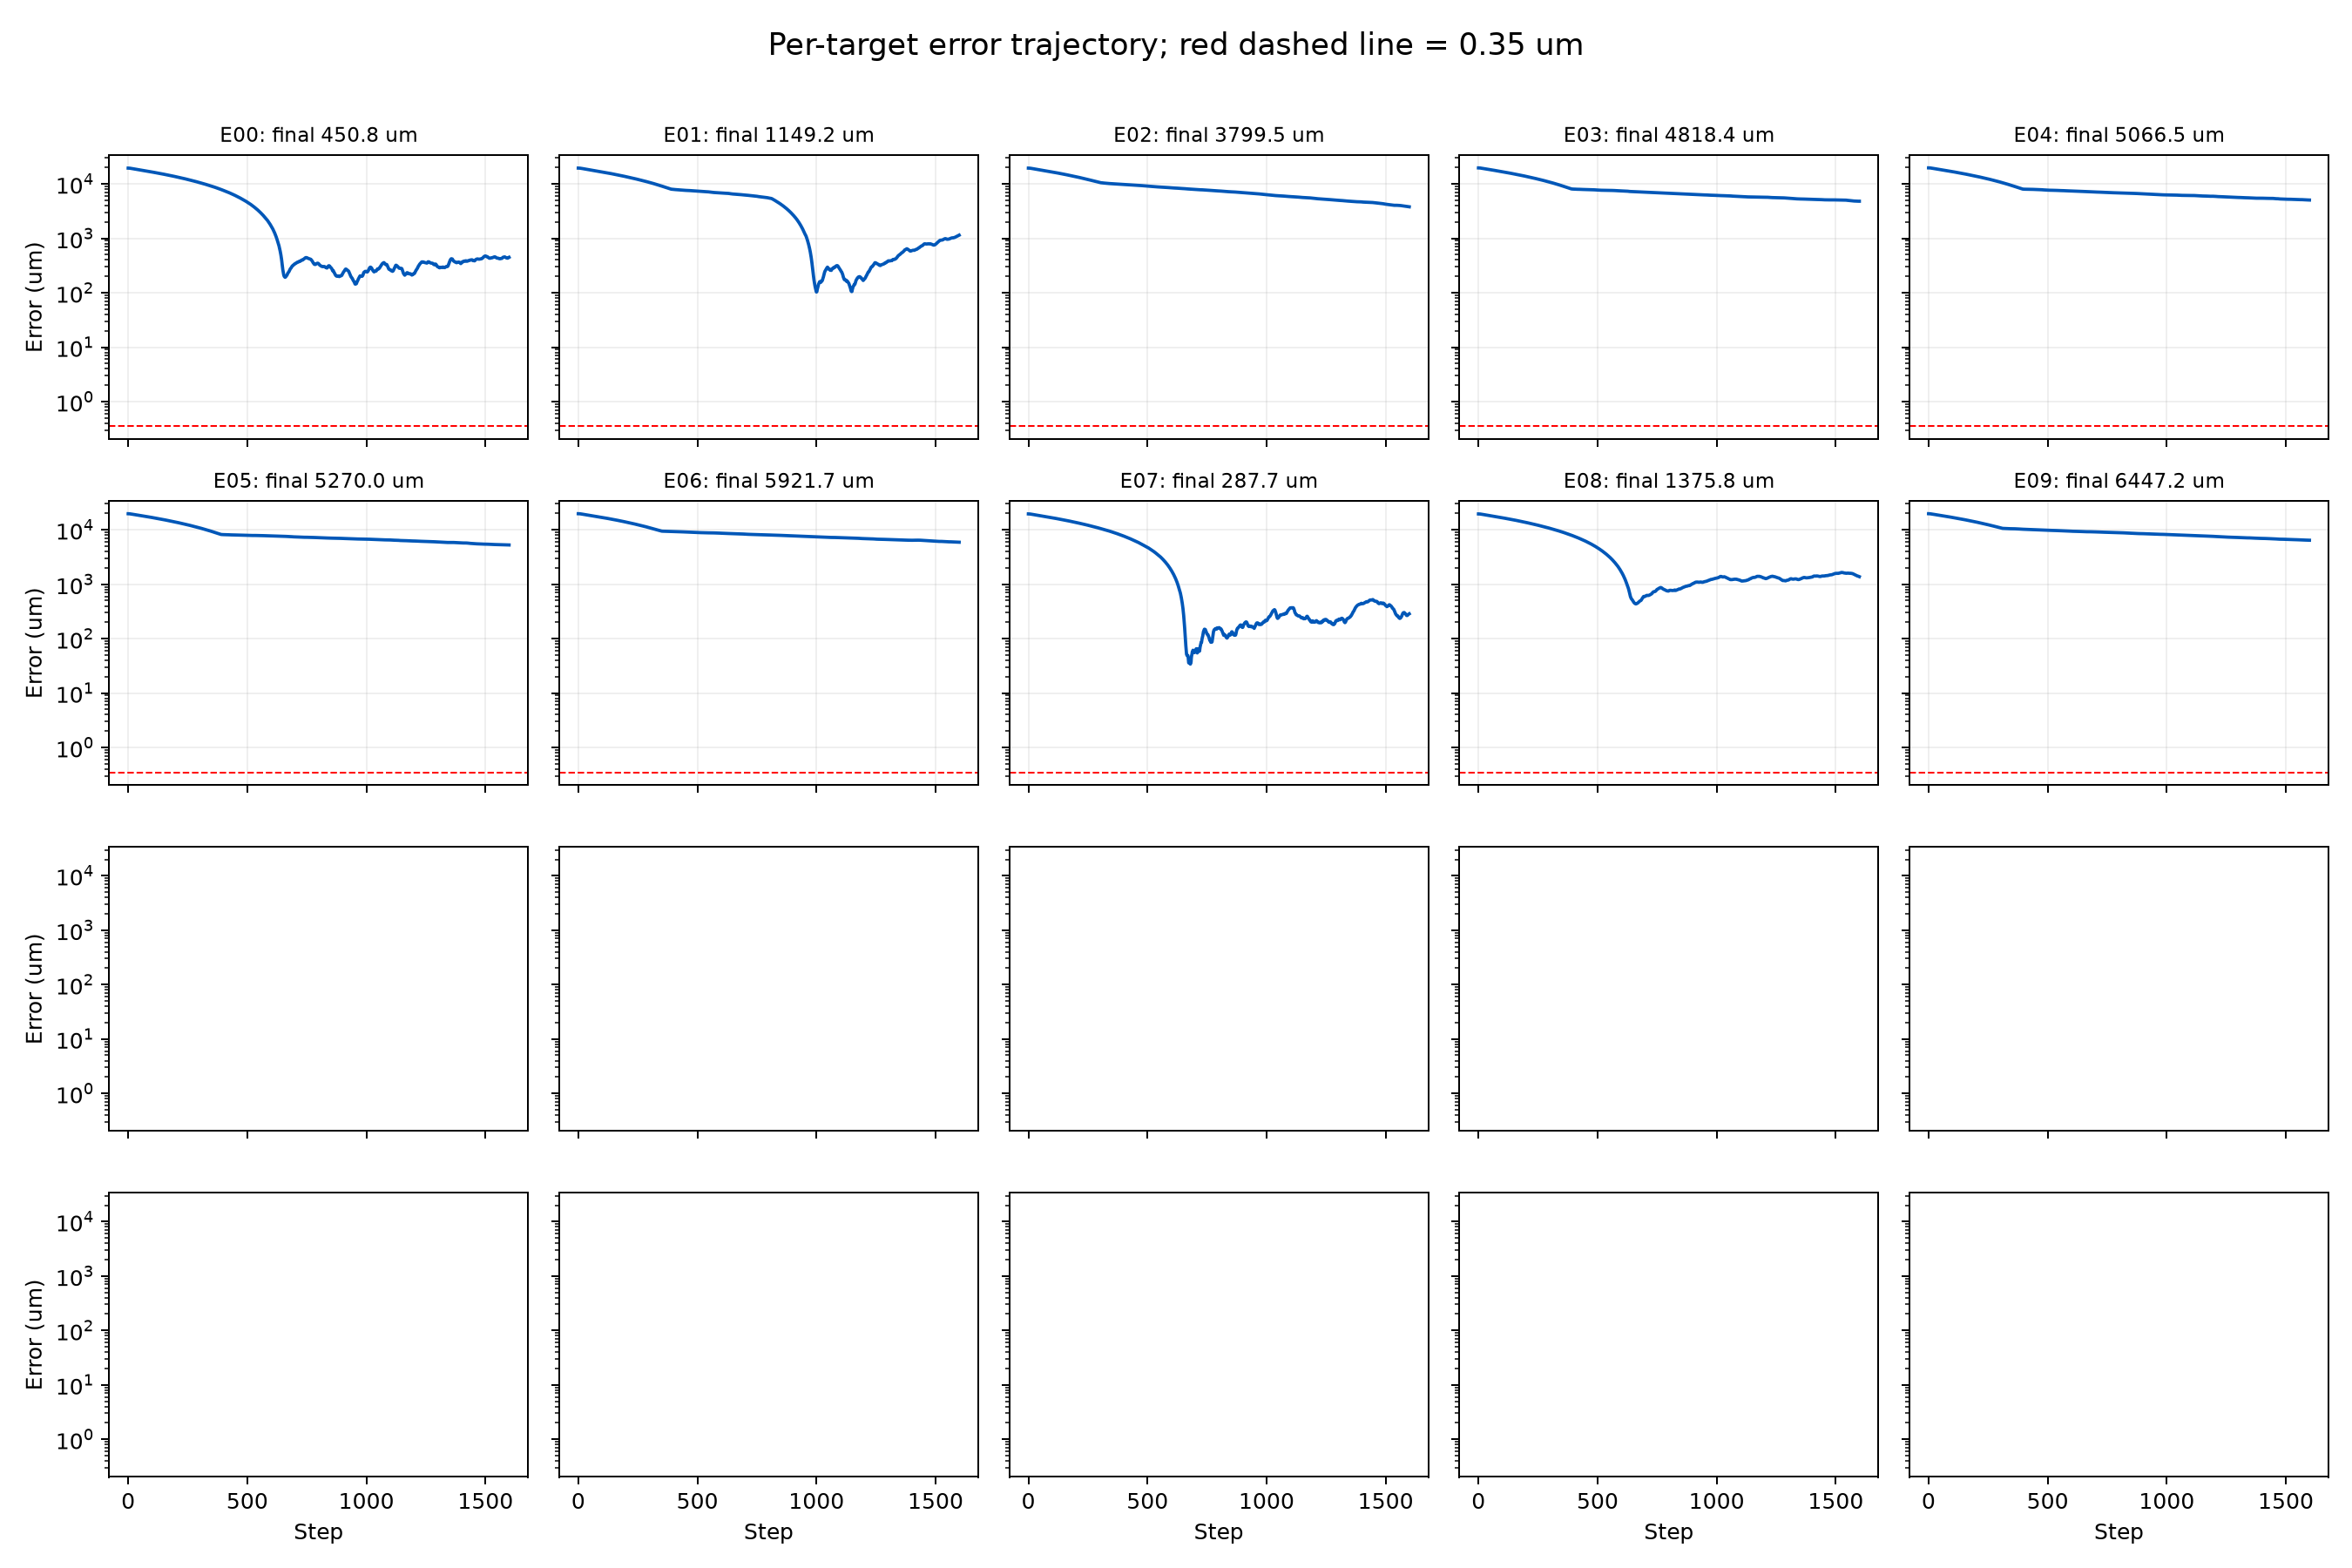 Per-target error trajectory; red dashed line = 0.35 um
E00: final 450.8 um
E01: final 1149.2 um
E02: final 3799.5 um
E03: final 4818.4 um
E04: final 5066.5 um
Error (um)
10⁴
10³
10²
10¹
10⁰
E05: final 5270.0 um
E06: final 5921.7 um
E07: final 287.7 um
E08: final 1375.8 um
E09: final 6447.2 um
Error (um)
10⁴
10³
10²
10¹
10⁰
Error (um)
10⁴
10³
10²
10¹
10⁰
Error (um)
10⁴
10³
10²
10¹
10⁰
0 500 1000 1500
0 500 1000 1500
0 500 1000 1500
0 500 1000 1500
0 500 1000 1500
Step
Step
Step
Step
Step